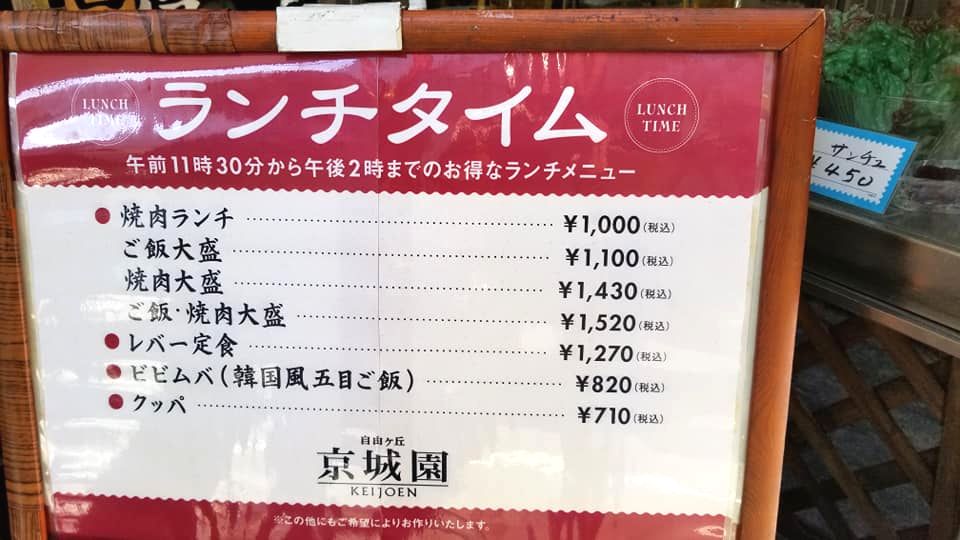 ランチタイム
LUNCH
TIME
LUNCH
TIME
午前11時30分から午後2時までのお得なランチメニュー
●焼肉ランチ ¥1,000(税込)
ご飯大盛 ¥1,100(税込)
焼肉大盛 ¥1,430(税込)
ご飯・焼肉大盛 ¥1,520(税込)
●レバー定食 ¥1,270(税込)
●ビビムバ(韓国風五目ご飯) ¥820(税込)
●クッパ ¥710(税込)
自由ヶ丘
京城園
KEIJOEN
※この他にもご希望によりお作りいたします。
サンチュ
¥450